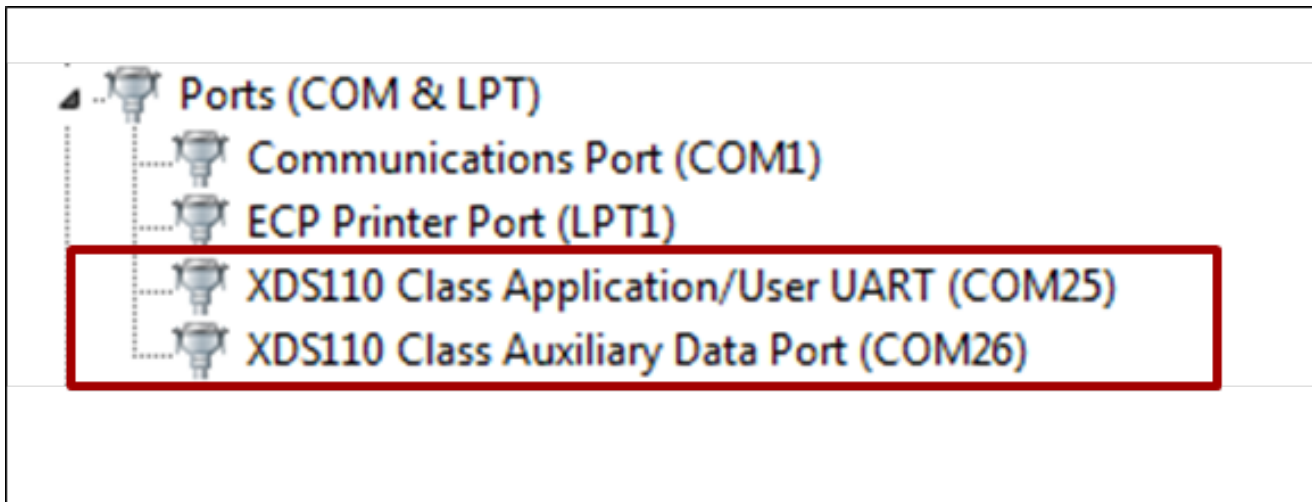 Ports (COM & LPT)
Communications Port (COM1)
ECP Printer Port (LPT1)
XDS110 Class Application/User UART (COM25)
XDS110 Class Auxiliary Data Port (COM26)